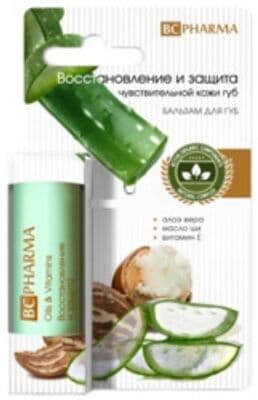 BC PHARMA
Восстановление и защита
чувствительной кожи губ
БАЛЬЗАМ ДЛЯ ГУБ
• алоэ вера
• масло ши
• витамин Е
BC PHARMA
Oils & Vitamins
Восстановление
и защита